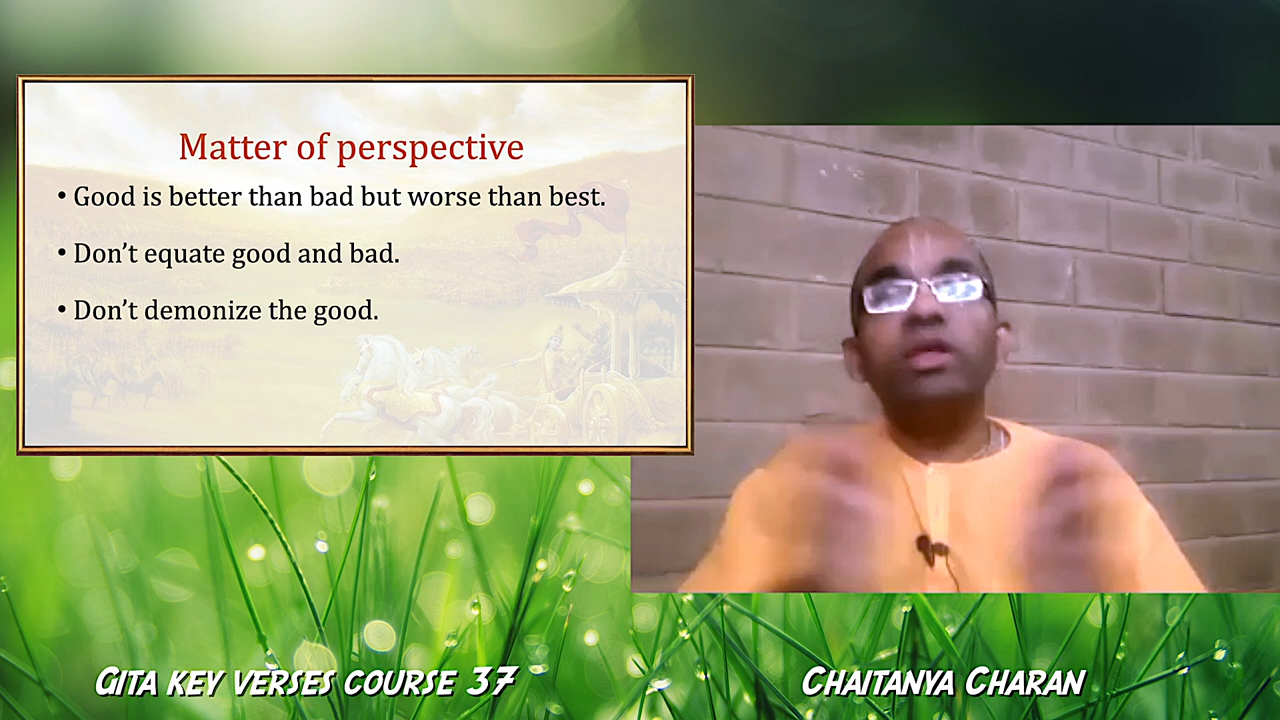 Matter of perspective
• Good is better than bad but worse than best.
• Don’t equate good and bad.
• Don’t demonize the good.
Gita key verses course 37
Chaitanya Charan